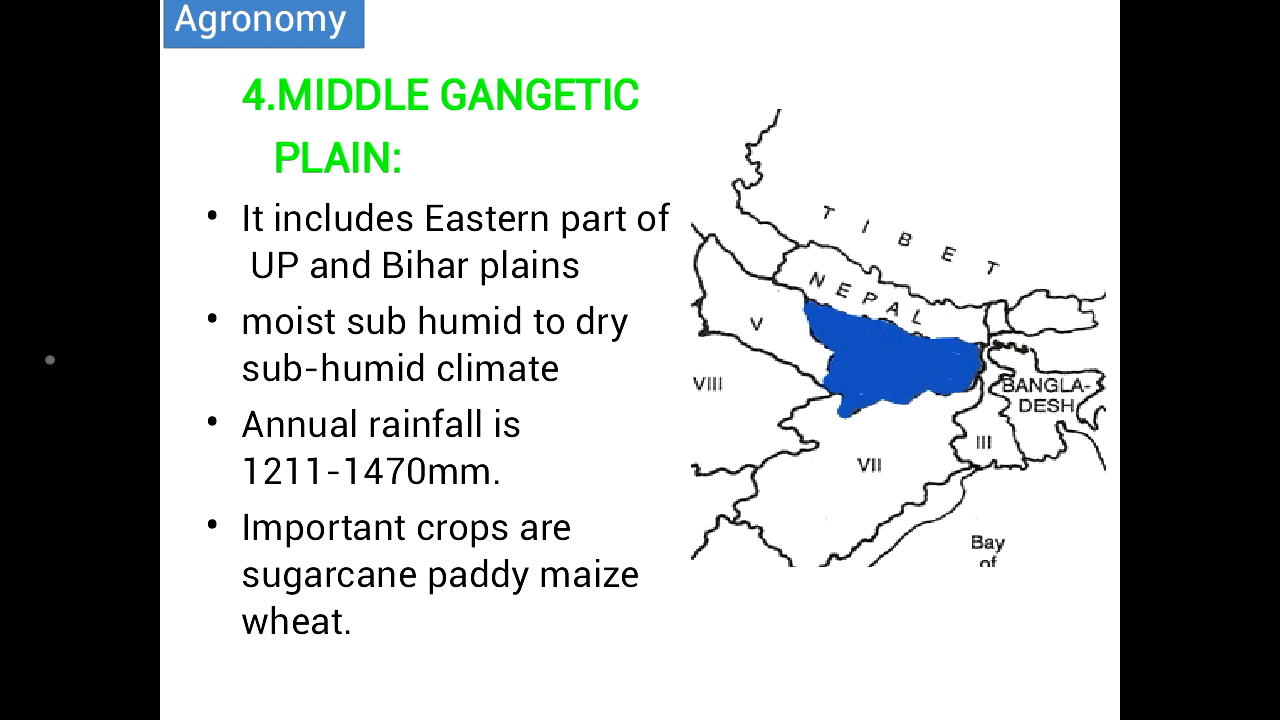 Agronomy
4.MIDDLE GANGETIC
PLAIN:
• It includes Eastern part of
UP and Bihar plains
• moist sub humid to dry
sub-humid climate
• Annual rainfall is
1211-1470mm.
• Important crops are
sugarcane paddy maize
wheat.
TIBET
NEPAL
V
VIII
BANGLA-
DESH
III
VII
Bay
of